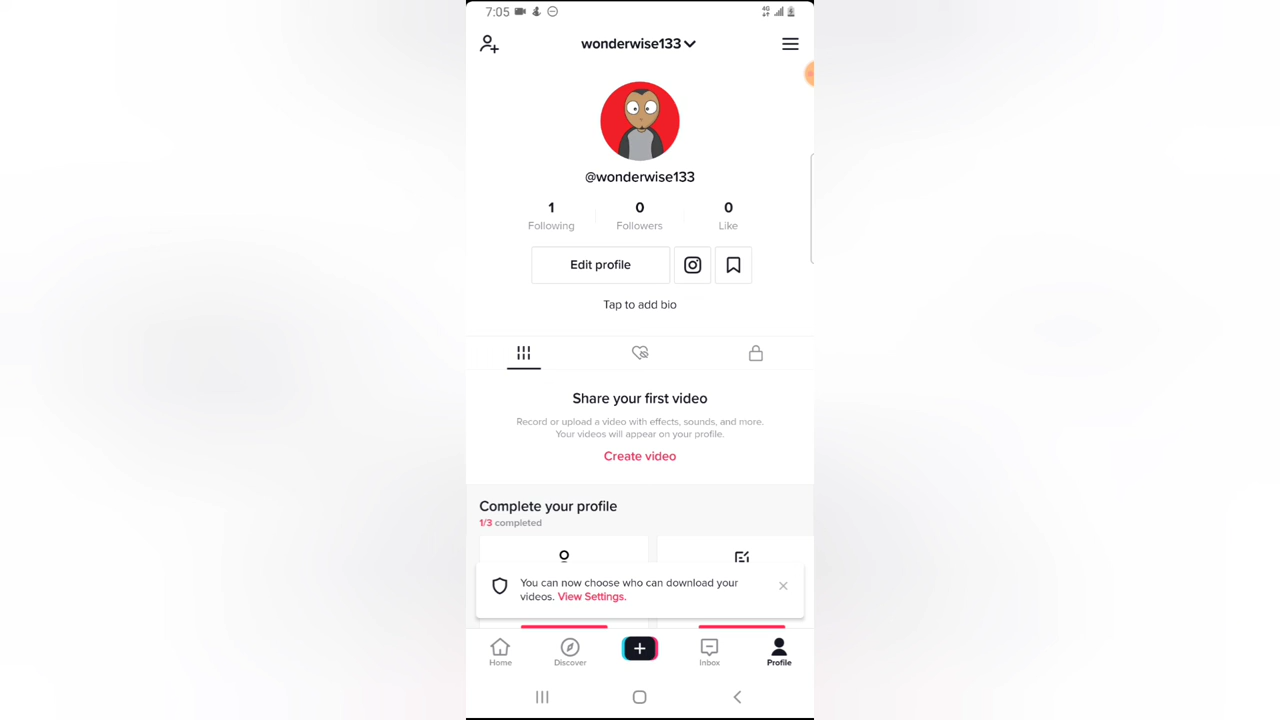 7:05
4G
wonderwise133
@wonderwise133
1 0 0
Following Followers Like
Edit profile
Tap to add bio
Share your first video
Record or upload a video with effects, sounds, and more.
Your videos will appear on your profile.
Create video
Complete your profile
1/3 completed
You can now choose who can download your
videos. View Settings.
Home Discover Inbox Profile